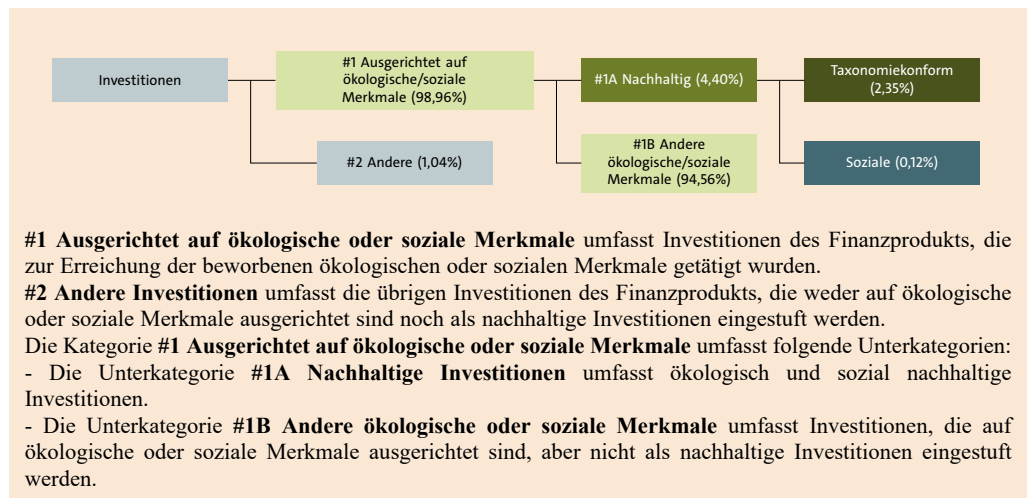 Investitionen
#1 Ausgerichtet auf
ökologische/soziale
Merkmale (98,96%)
#1A Nachhaltig (4,40%)
Taxonomiekonform
(2,35%)
#2 Andere (1,04%)
#1B Andere
ökologische/soziale
Merkmale (94,56%)
Soziale (0,12%)
#1 Ausgerichtet auf ökologische oder soziale Merkmale umfasst Investitionen des Finanzprodukts, die
zur Erreichung der beworbenen ökologischen oder sozialen Merkmale getätigt wurden.
#2 Andere Investitionen umfasst die übrigen Investitionen des Finanzprodukts, die weder auf ökologische
oder soziale Merkmale ausgerichtet sind noch als nachhaltige Investitionen eingestuft werden.
Die Kategorie #1 Ausgerichtet auf ökologische oder soziale Merkmale umfasst folgende Unterkategorien:
- Die Unterkategorie #1A Nachhaltige Investitionen umfasst ökologisch und sozial nachhaltige
Investitionen.
- Die Unterkategorie #1B Andere ökologische oder soziale Merkmale umfasst Investitionen, die auf
ökologische oder soziale Merkmale ausgerichtet sind, aber nicht als nachhaltige Investitionen eingestuft
werden.